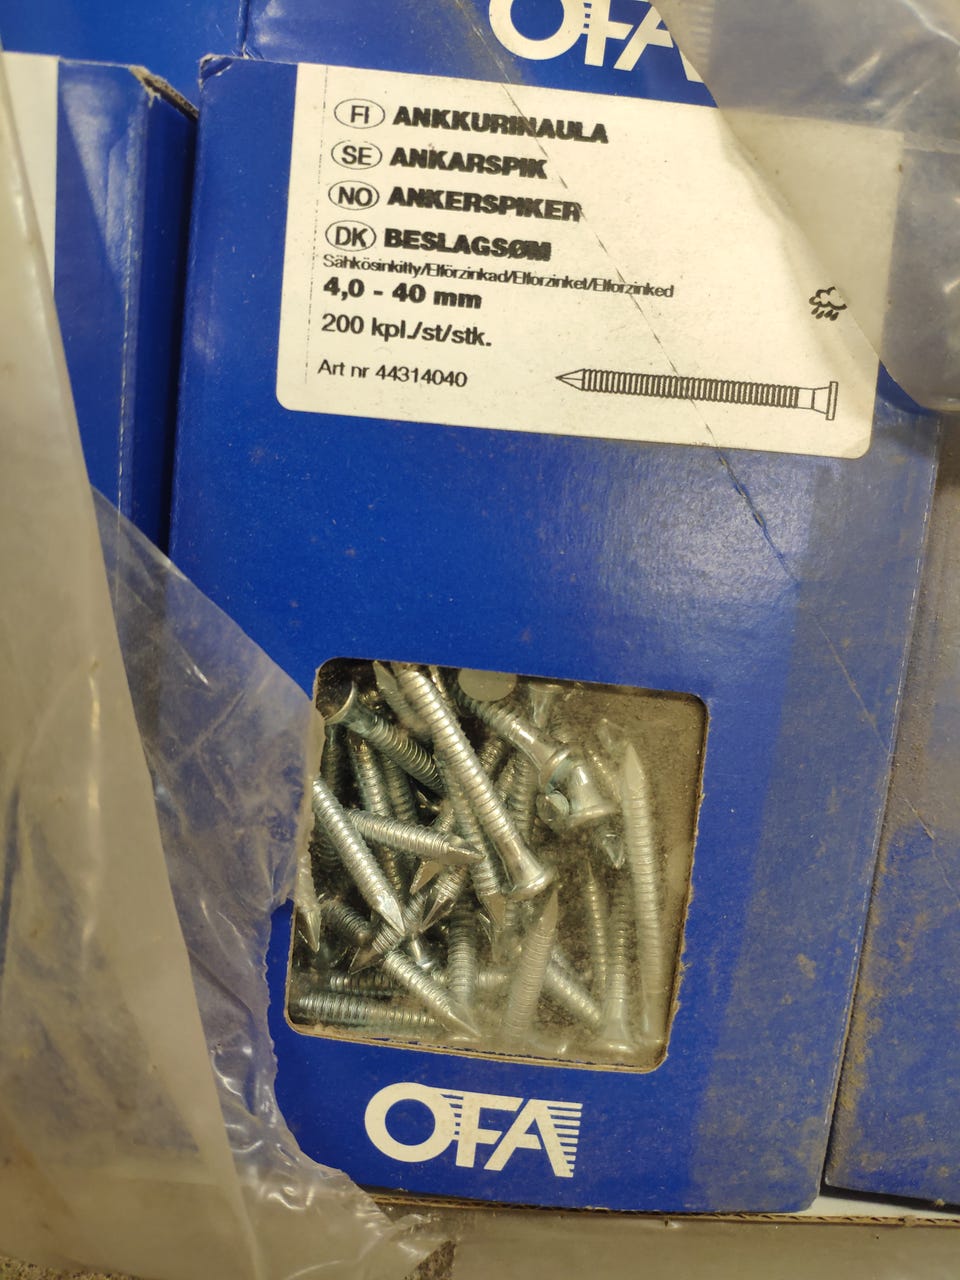 OFA
FI ANKKURINAULA
SE ANKARSPIK
NO ANKERSPIKER
DK BESLAGSØM
Sähkösinkitty/Elförzinkad/Elforzinket/Elforzinked
4,0 - 40 mm
200 kpl./st/stk.
Art nr 44314040
OFA